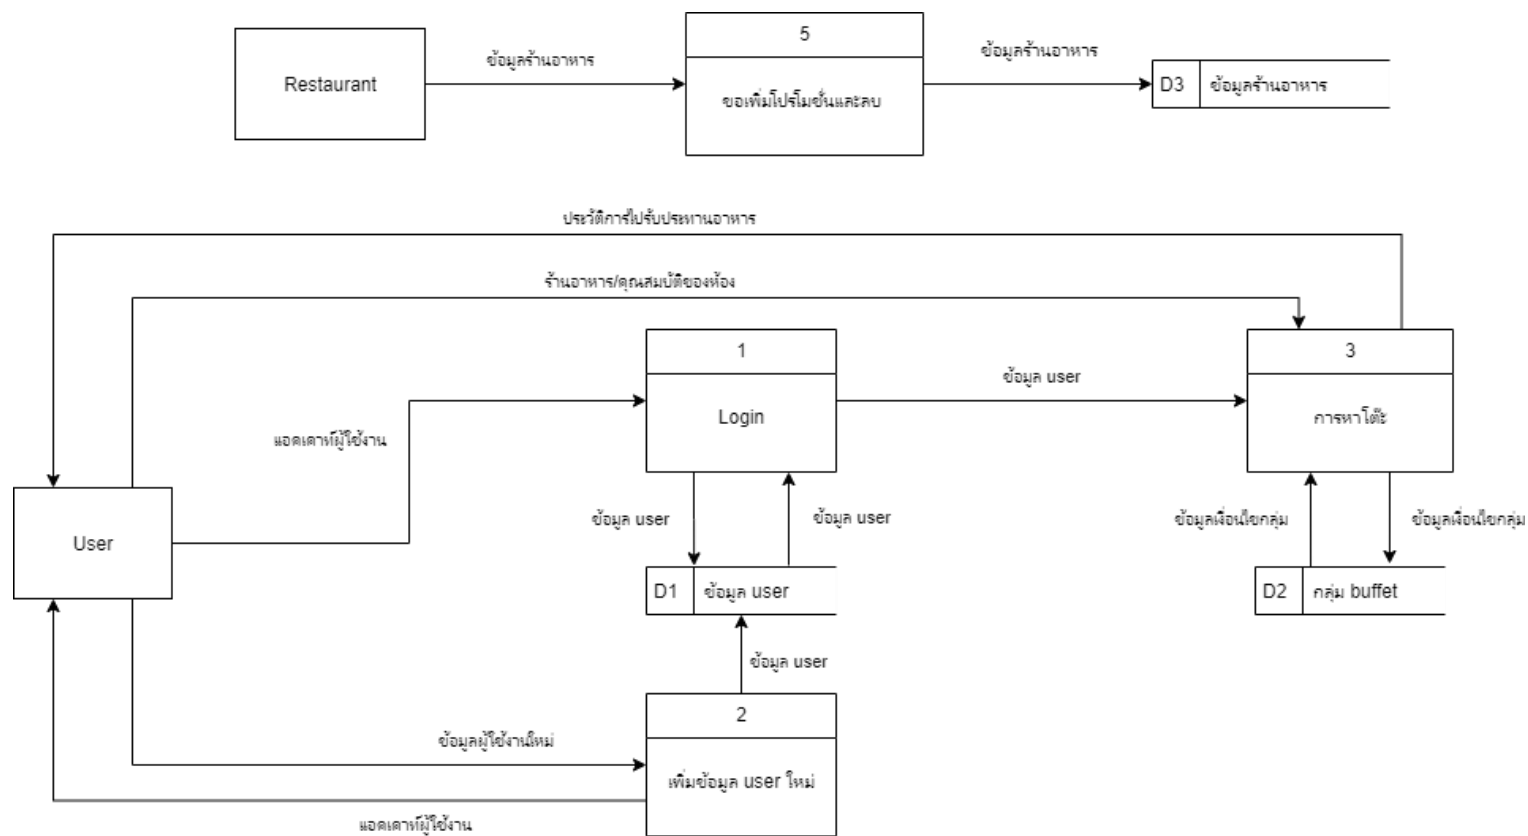 5
ข้อมูลร้านอาหาร
ข้อมูลร้านอาหาร
Restaurant
ขอเพิ่มโปรโมชั่นและลบ
D3
ข้อมูลร้านอาหาร
ประวัติการไปรับประทานอาหาร
ร้านอาหาร/คุณสมบัติของห้อง
1
3
ข้อมูล user
Login
การหาโต๊ะ
แอคเคาท์ผู้ใช้งาน
ข้อมูล user
ข้อมูล user
ข้อมูลเงื่อนไขกลุ่ม
ข้อมูลเงื่อนไขกลุ่ม
User
D1
ข้อมูล user
D2
กลุ่ม buffet
ข้อมูล user
2
ข้อมูลผู้ใช้งานใหม่
เพิ่มข้อมูล user ใหม่
แอคเคาท์ผู้ใช้งาน